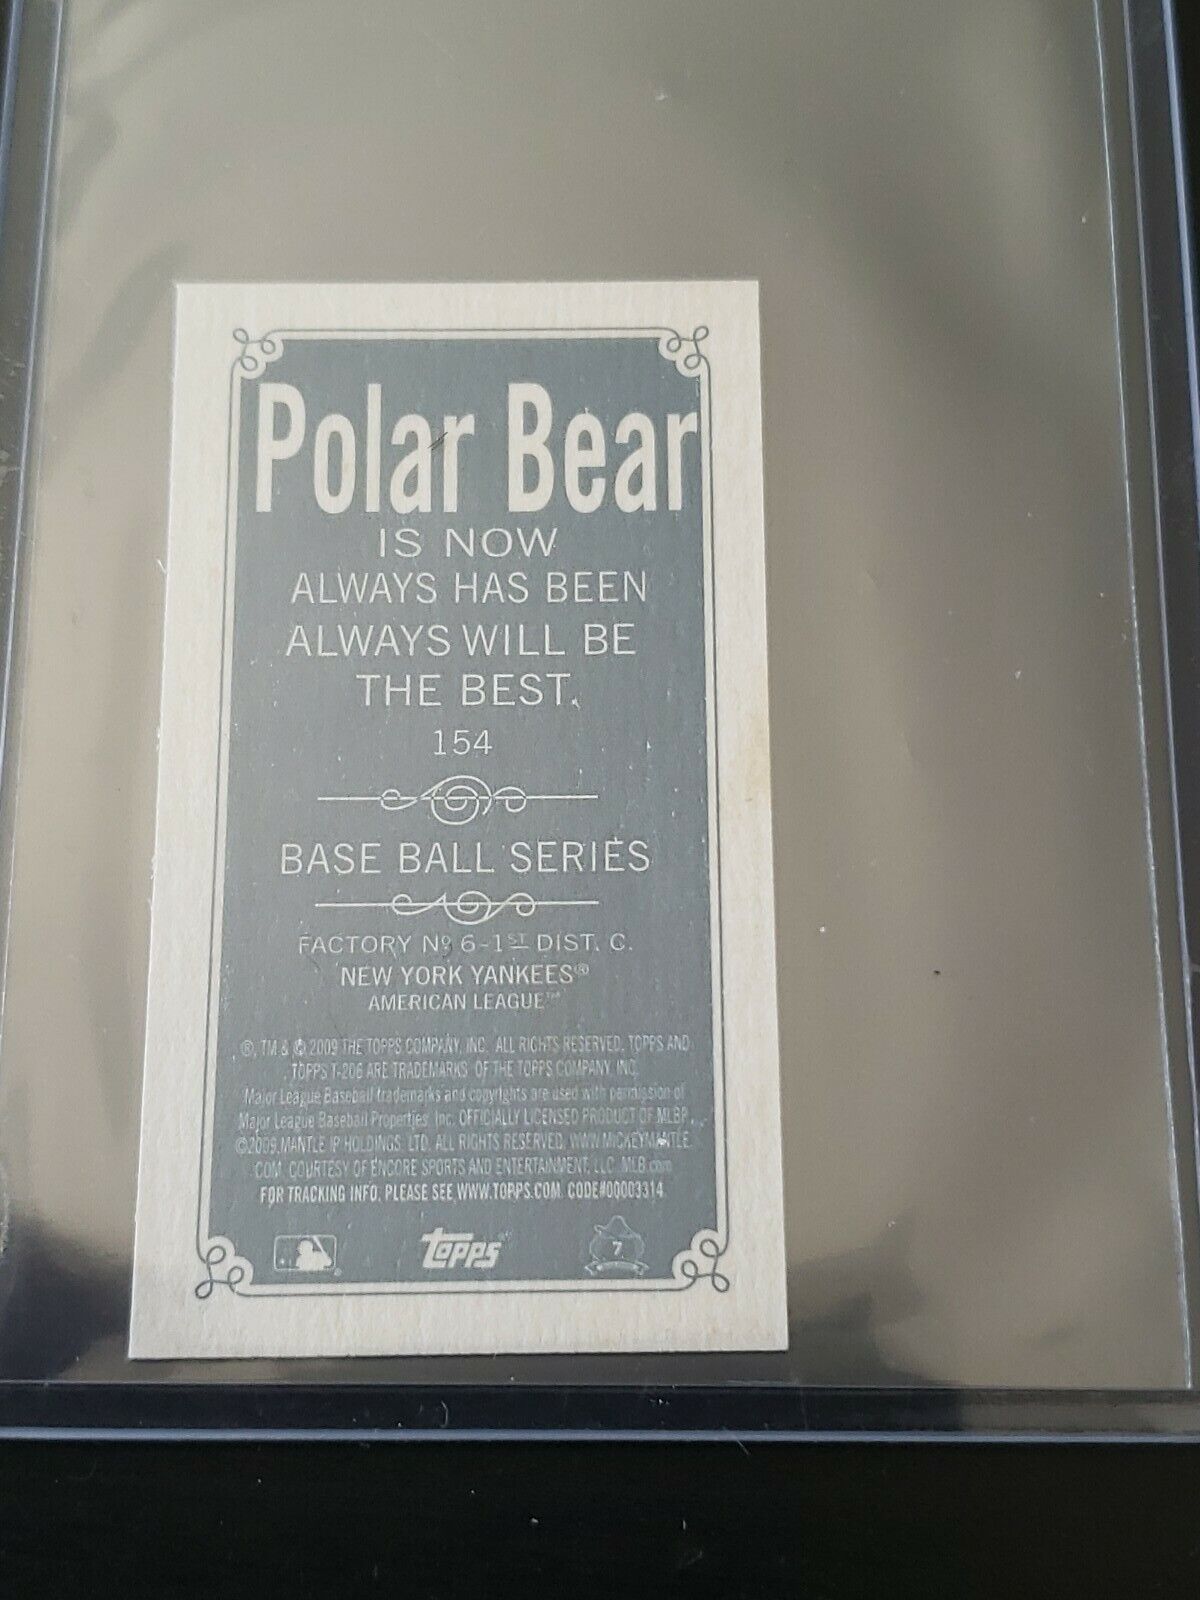 Polar Bear
IS NOW
ALWAYS HAS BEEN
ALWAYS WILL BE
THE BEST.
154
BASE BALL SERIES
FACTORY Nº 6-1ST DIST. C.
NEW YORK YANKEES®
AMERICAN LEAGUE™
®, TM & © 2009 THE TOPPS COMPANY, INC. ALL RIGHTS RESERVED. TOPPS AND
TOPPS T-206 ARE TRADEMARKS OF THE TOPPS COMPANY, INC.
Major League Baseball trademarks and copyrights are used with permission of
Major League Baseball Properties, Inc. OFFICIALLY LICENSED PRODUCT OF MLBP.
©2009 MANTLE IP HOLDINGS, LTD. ALL RIGHTS RESERVED. WWW.MICKEYMANTLE.
COM. COURTESY OF ENCORE SPORTS AND ENTERTAINMENT, LLC. MLB.com
FOR TRACKING INFO. PLEASE SEE WWW.TOPPS.COM. CODE#00003314
topps
7